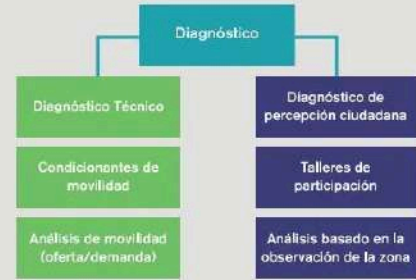 Diagnóstico
Diagnóstico Técnico
Condicionantes de
movilidad
Análisis de movilidad
(oferta/demanda)
Diagnóstico de
percepción ciudadana
Talleres de
participación
Análisis basado en la
observación de la zona